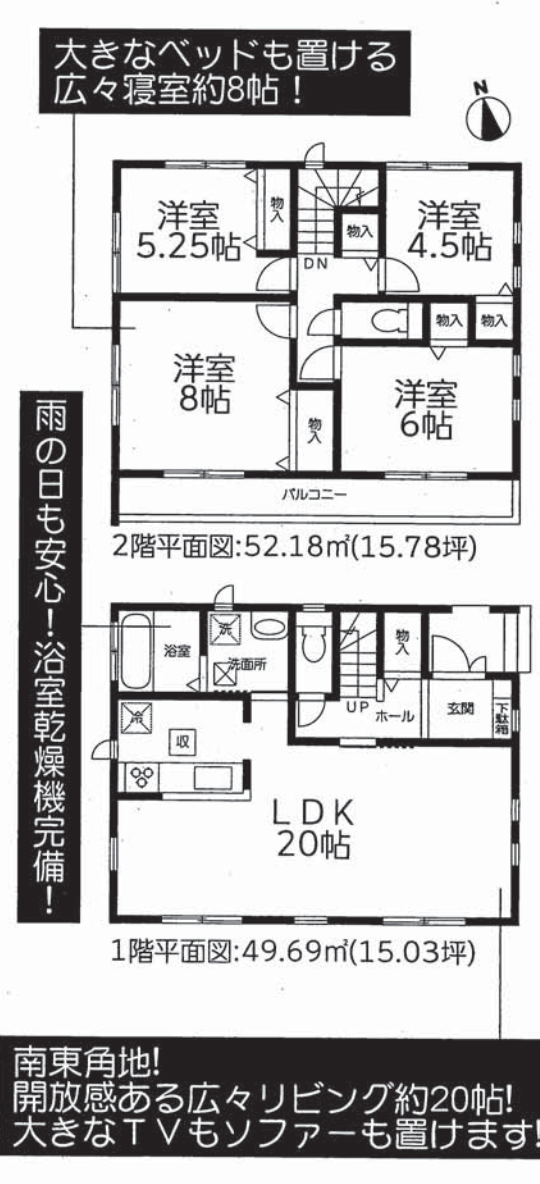 大きなベッドも置ける
広々寝室約8帖!
N
洋室
5.25帖
物入
物入
洋室
4.5帖
DN
物入
物入
洋室
8帖
物入
洋室
6帖
バルコニー
2階平面図:52.18㎡(15.78坪)
雨の日も安心!浴室乾燥機完備!
浴室
洗
洗面所
物入
UP
ホール
玄関
下駄箱
冷
収
LDK
20帖
1階平面図:49.69㎡(15.03坪)
南東角地!
開放感ある広々リビング約20帖!
大きなTVもソファーも置けます!